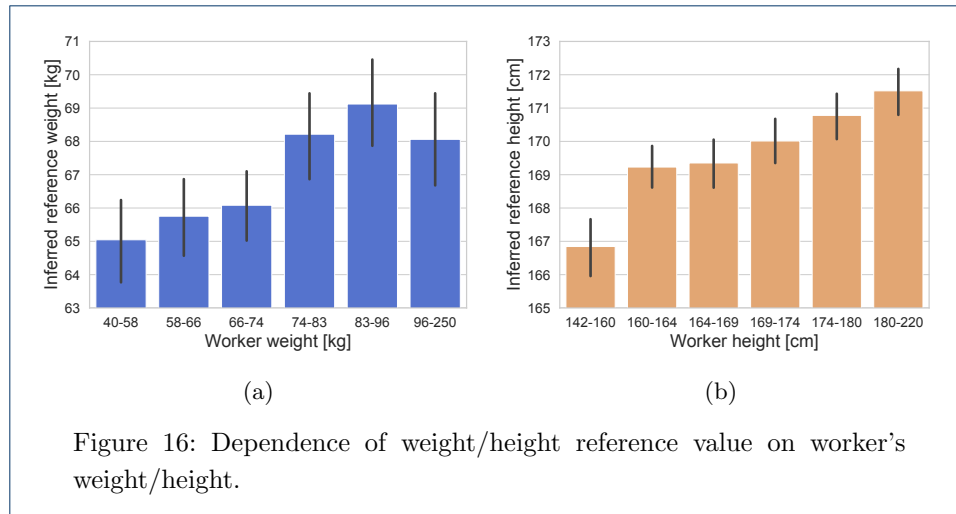 71
70
69
68
67
66
65
64
63
Inferred reference weight [kg]
40-58 58-66 66-74 74-83 83-96 96-250
Worker weight [kg]
(a)
173
172
171
170
169
168
167
166
165
Inferred reference height [cm]
142-160 160-164 164-169 169-174 174-180 180-220
Worker height [cm]
(b)
Figure 16: Dependence of weight/height reference value on worker's
weight/height.